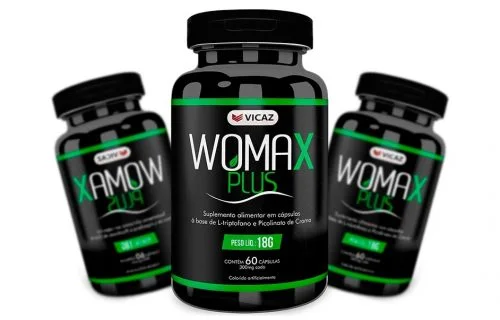 VICAZ
WOMAX
PLUS
Suplemento alimentar em cápsulas
à base de L-triptofano e Picolinato de Cromo
PESO LÍQ.: 18G
CONTÉM 60 CÁPSULAS
300mg cada
Colorido artificialmente
VICAZ
XAMOW
PLUS
VICAZ
WOMAX
PLUS
60